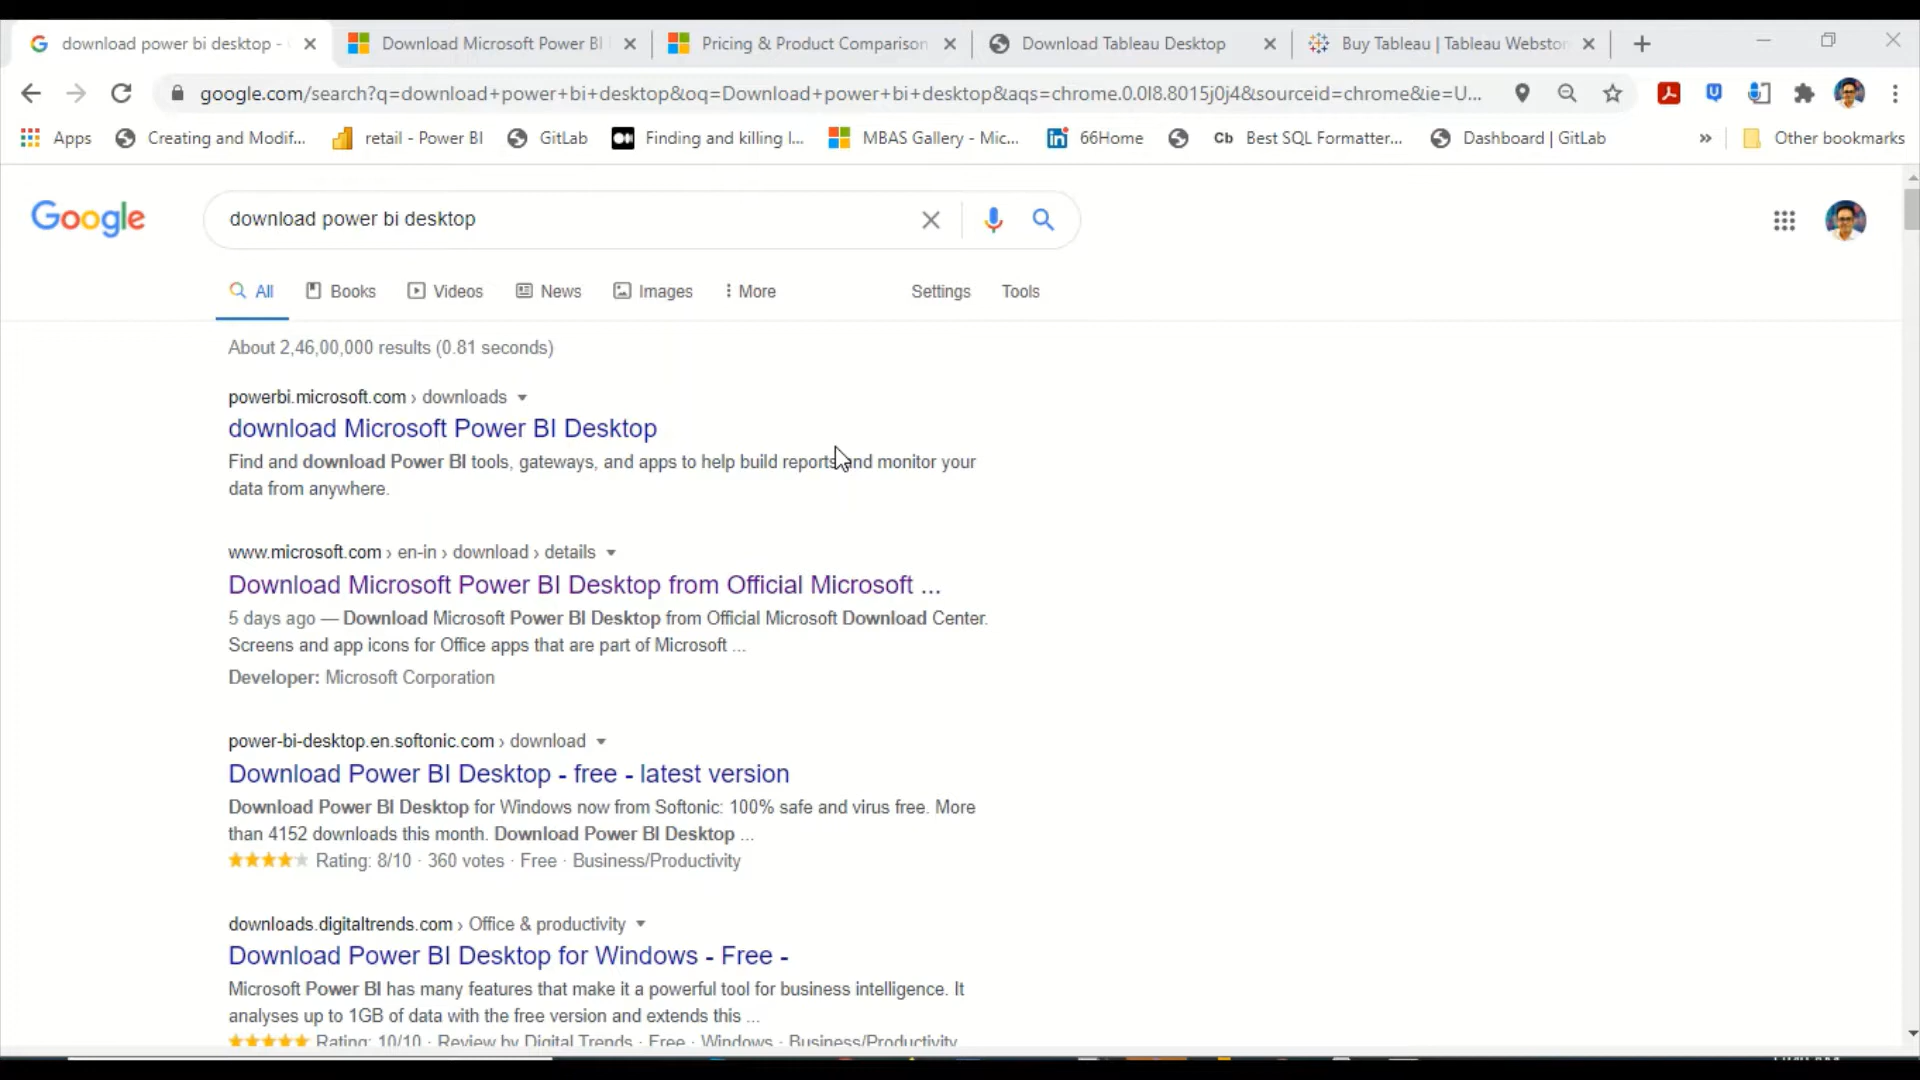 download power bi desktop -
Download Microsoft Power BI
Pricing & Product Comparison
Download Tableau Desktop
Buy Tableau | Tableau Webstor
google.com/search?q=download+power+bi+desktop&oq=Download+power+bi+desktop&aqs=chrome.0.0l8.8015j0j4&sourceid=chrome&ie=U...
Apps
Creating and Modif...
retail - Power BI
GitLab
Finding and killing l...
MBAS Gallery - Mic...
66Home
Cb Best SQL Formatter...
Dashboard | GitLab
»
Other bookmarks
Google
download power bi desktop
All
Books
Videos
News
Images
More
Settings
Tools
About 2,46,00,000 results (0.81 seconds)
powerbi.microsoft.com › downloads
download Microsoft Power BI Desktop
Find and download Power BI tools, gateways, and apps to help build reports and monitor your
data from anywhere.
www.microsoft.com › en-in › download › details
Download Microsoft Power BI Desktop from Official Microsoft ...
5 days ago — Download Microsoft Power BI Desktop from Official Microsoft Download Center.
Screens and app icons for Office apps that are part of Microsoft ...
Developer: Microsoft Corporation
power-bi-desktop.en.softonic.com › download
Download Power BI Desktop - free - latest version
Download Power BI Desktop for Windows now from Softonic: 100% safe and virus free. More
than 4152 downloads this month. Download Power BI Desktop ...
Rating: 8/10 · 360 votes · Free · Business/Productivity
downloads.digitaltrends.com › Office & productivity
Download Power BI Desktop for Windows - Free -
Microsoft Power BI has many features that make it a powerful tool for business intelligence. It
analyses up to 1GB of data with the free version and extends this ...
Rating: 10/10 · Review by Digital Trends · Free · Windows · Business/Productivity